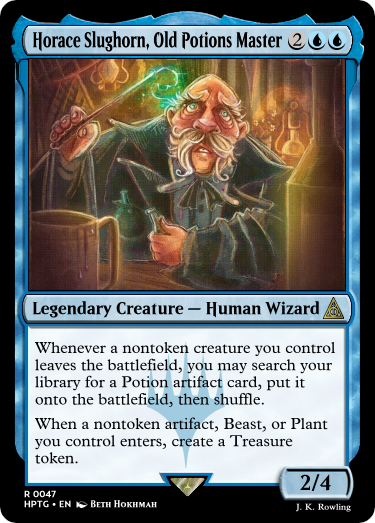 Horace Slughorn, Old Potions Master 2
Legendary Creature — Human Wizard
Whenever a nontoken creature you control
leaves the battlefield, you may search your
library for a Potion artifact card, put it
onto the battlefield, then shuffle.
When a nontoken artifact, Beast, or Plant
you control enters, create a Treasure
token.
2/4
R 0047
HPTG • EN Beth Hokhmah
J. K. Rowling